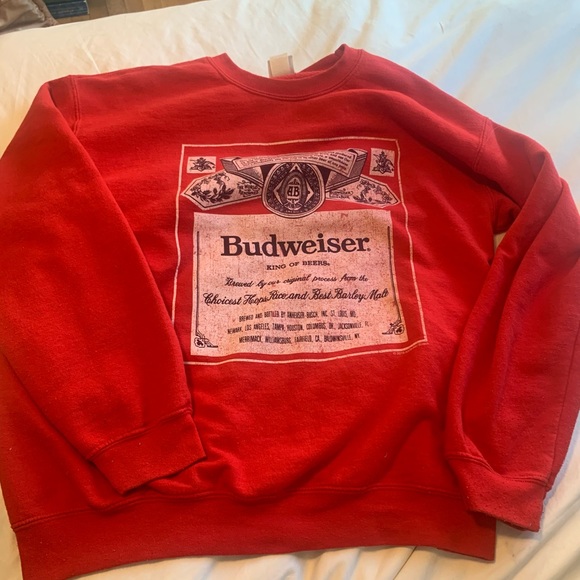 Budweiser®
KING OF BEERS®
Brewed by our original process from the
Choicest Hops, Rice and Best Barley Malt
BREWED AND BOTTLED BY ANHEUSER-BUSCH, INC. ST. LOUIS, MO.
NEWARK, LOS ANGELES, TAMPA, HOUSTON, COLUMBUS, OH., JACKSONVILLE, FL.
MERRIMACK, WILLIAMSBURG, FAIRFIELD, CA., BALDWINSVILLE, NY.